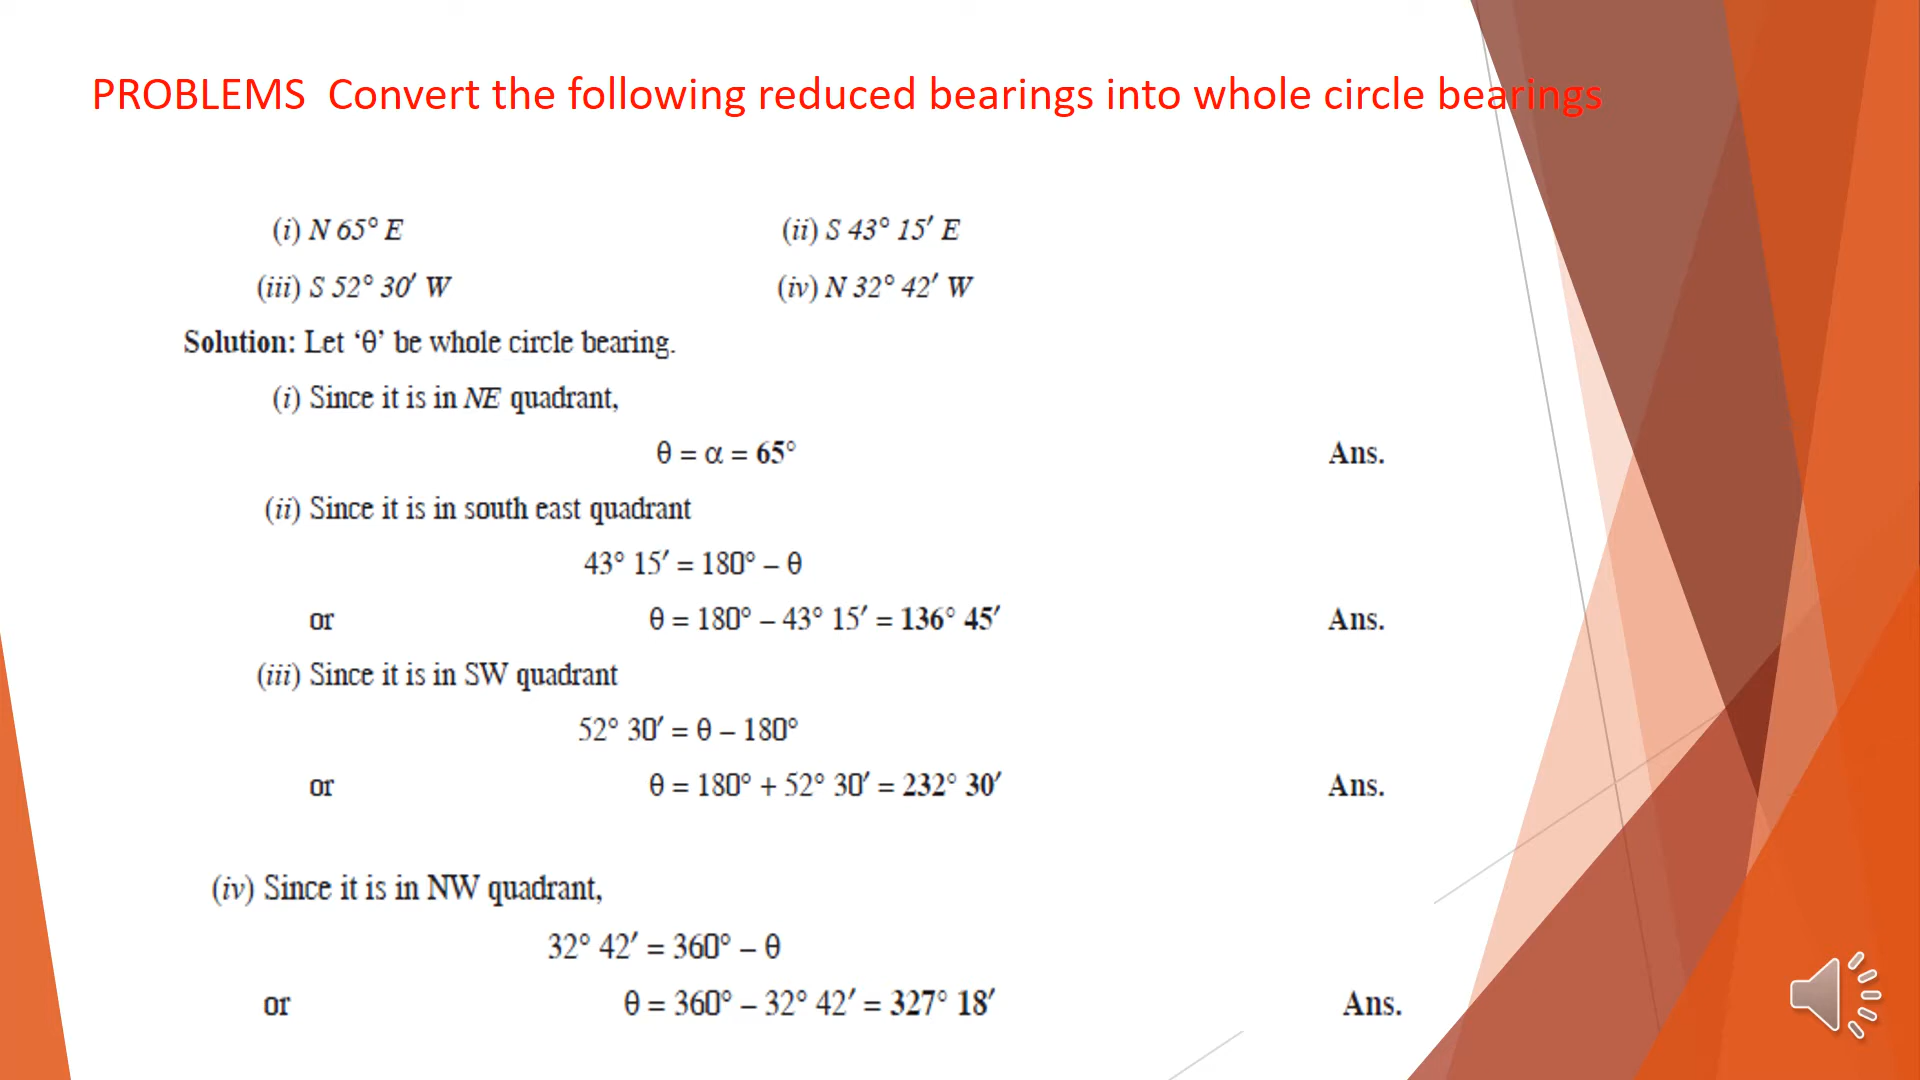 PROBLEMS  Convert the following reduced bearings into whole circle bearings
(i) N 65° E (ii) S 43° 15′ E
(iii) S 52° 30′ W (iv) N 32° 42′ W
Solution: Let ‘θ’ be whole circle bearing.
(i) Since it is in NE quadrant,
θ = α = 65° Ans.
(ii) Since it is in south east quadrant
43° 15′ = 180° – θ
or θ = 180° – 43° 15′ = 136° 45′ Ans.
(iii) Since it is in SW quadrant
52° 30′ = θ – 180°
or θ = 180° + 52° 30′ = 232° 30′ Ans.
(iv) Since it is in NW quadrant,
32° 42′ = 360° – θ
or θ = 360° – 32° 42′ = 327° 18′ Ans.